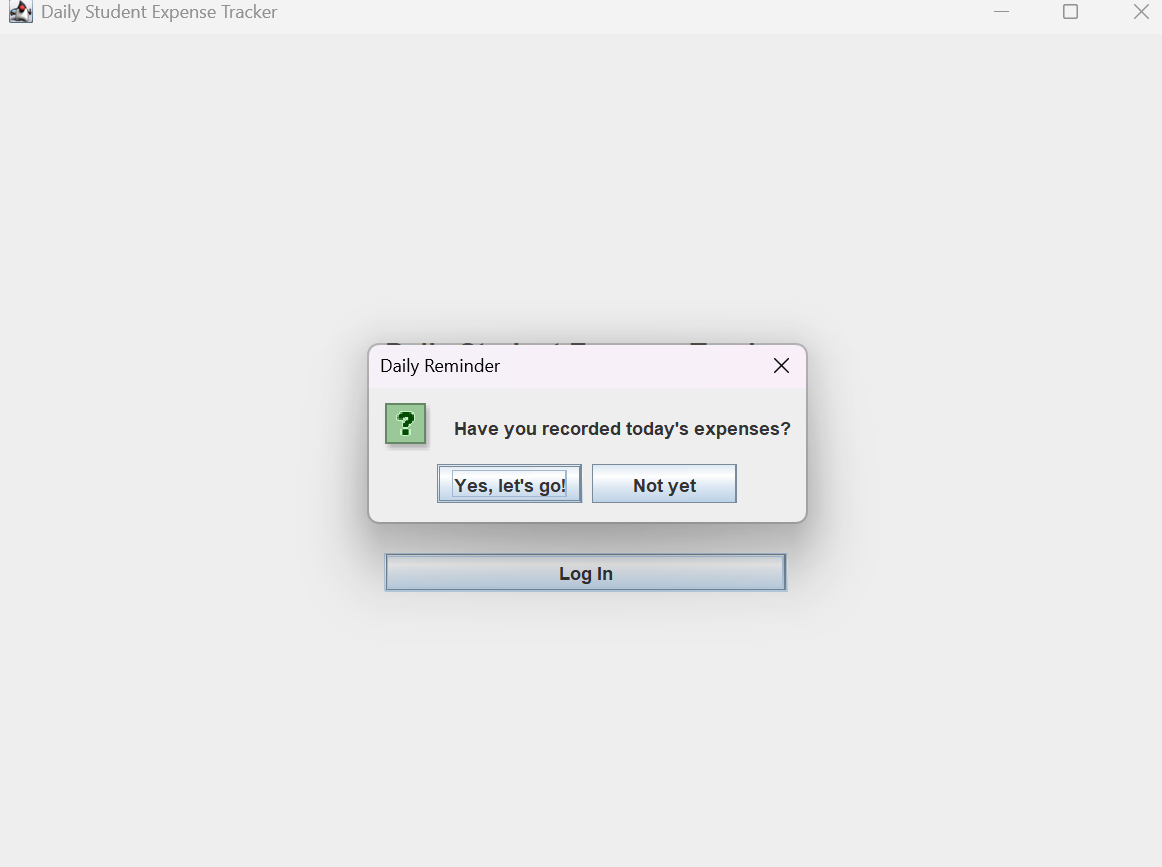 Daily Student Expense Tracker
Daily Reminder
?
Have you recorded today's expenses?
Yes, let's go!
Not yet
Log In